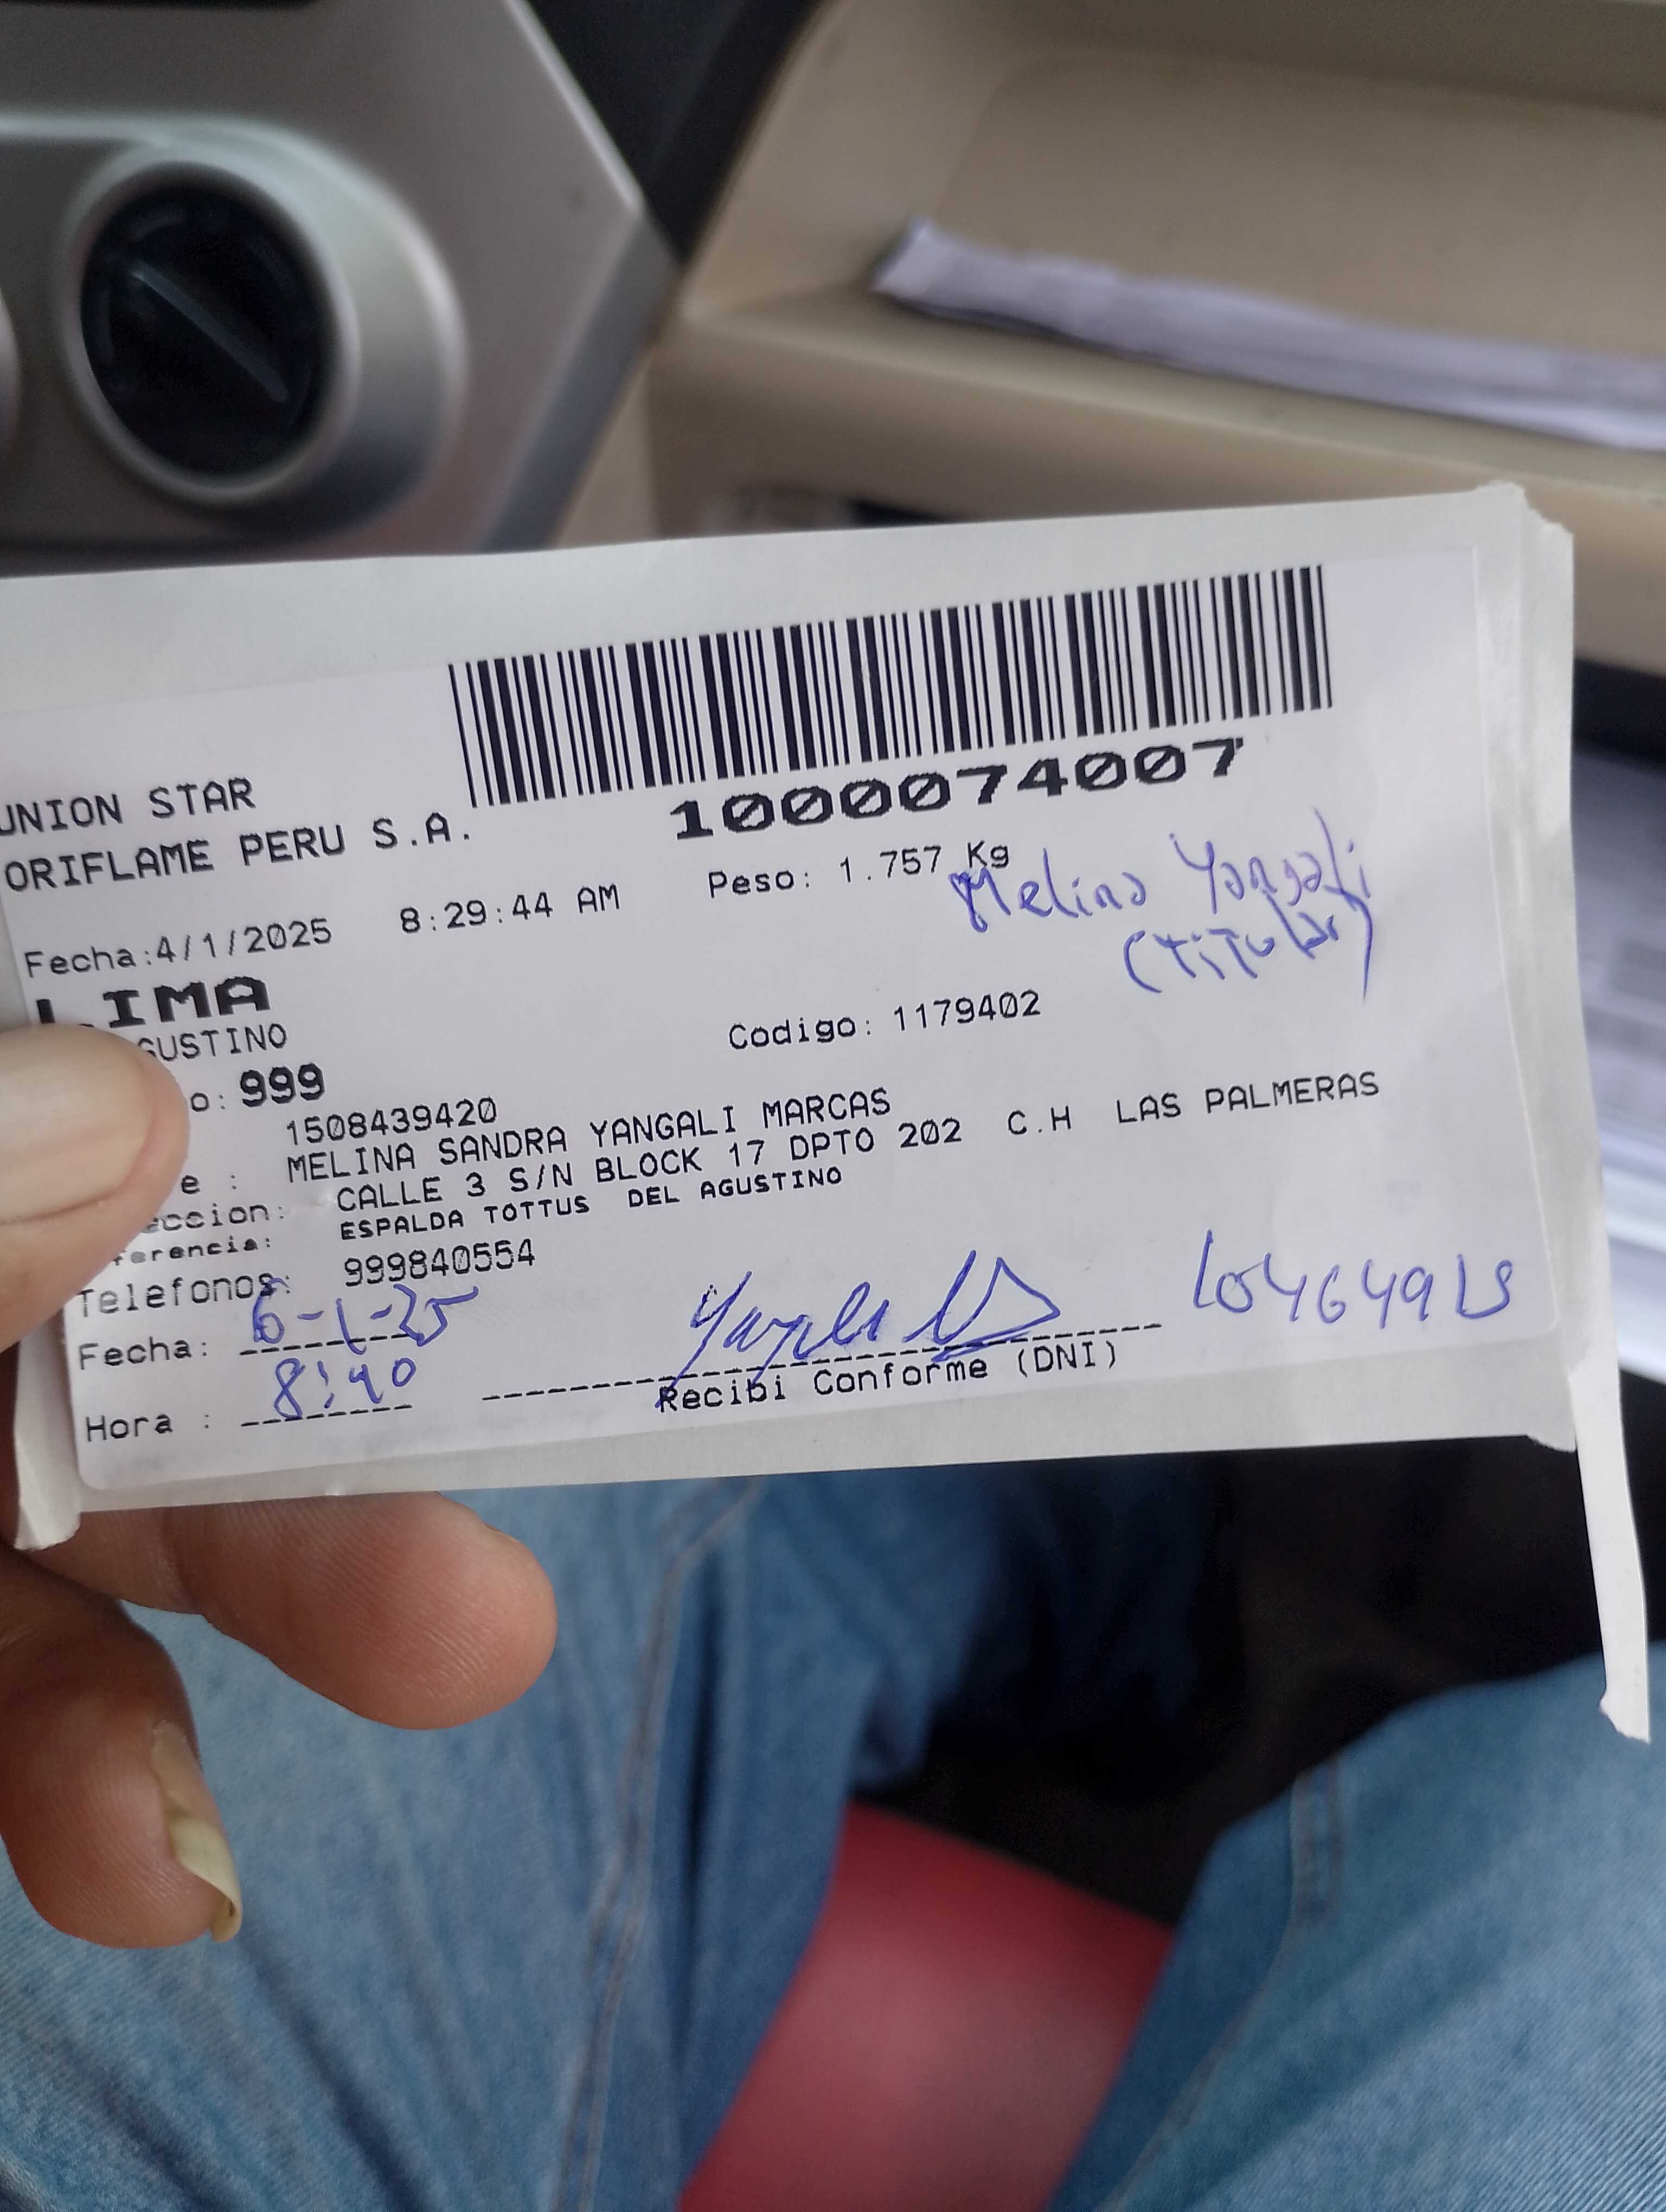 UNION STAR
ORIFLAME PERU S.A.
1000074007
Fecha:4/1/2025 8:29:44 AM Peso: 1.757 Kg
Melina Yangali
(Titular)
LIMA
GUSTINO
Codigo: 1179402
o: 999
1508439420
e : MELINA SANDRA YANGALI MARCAS
eccion: CALLE 3 S/N BLOCK 17 DPTO 202 C.H LAS PALMERAS
ferencia: ESPALDA TOTTUS DEL AGUSTINO
Telefonos: 999840554
Fecha: 6-1-25
Hora : 8:40
Recibi Conforme (DNI)